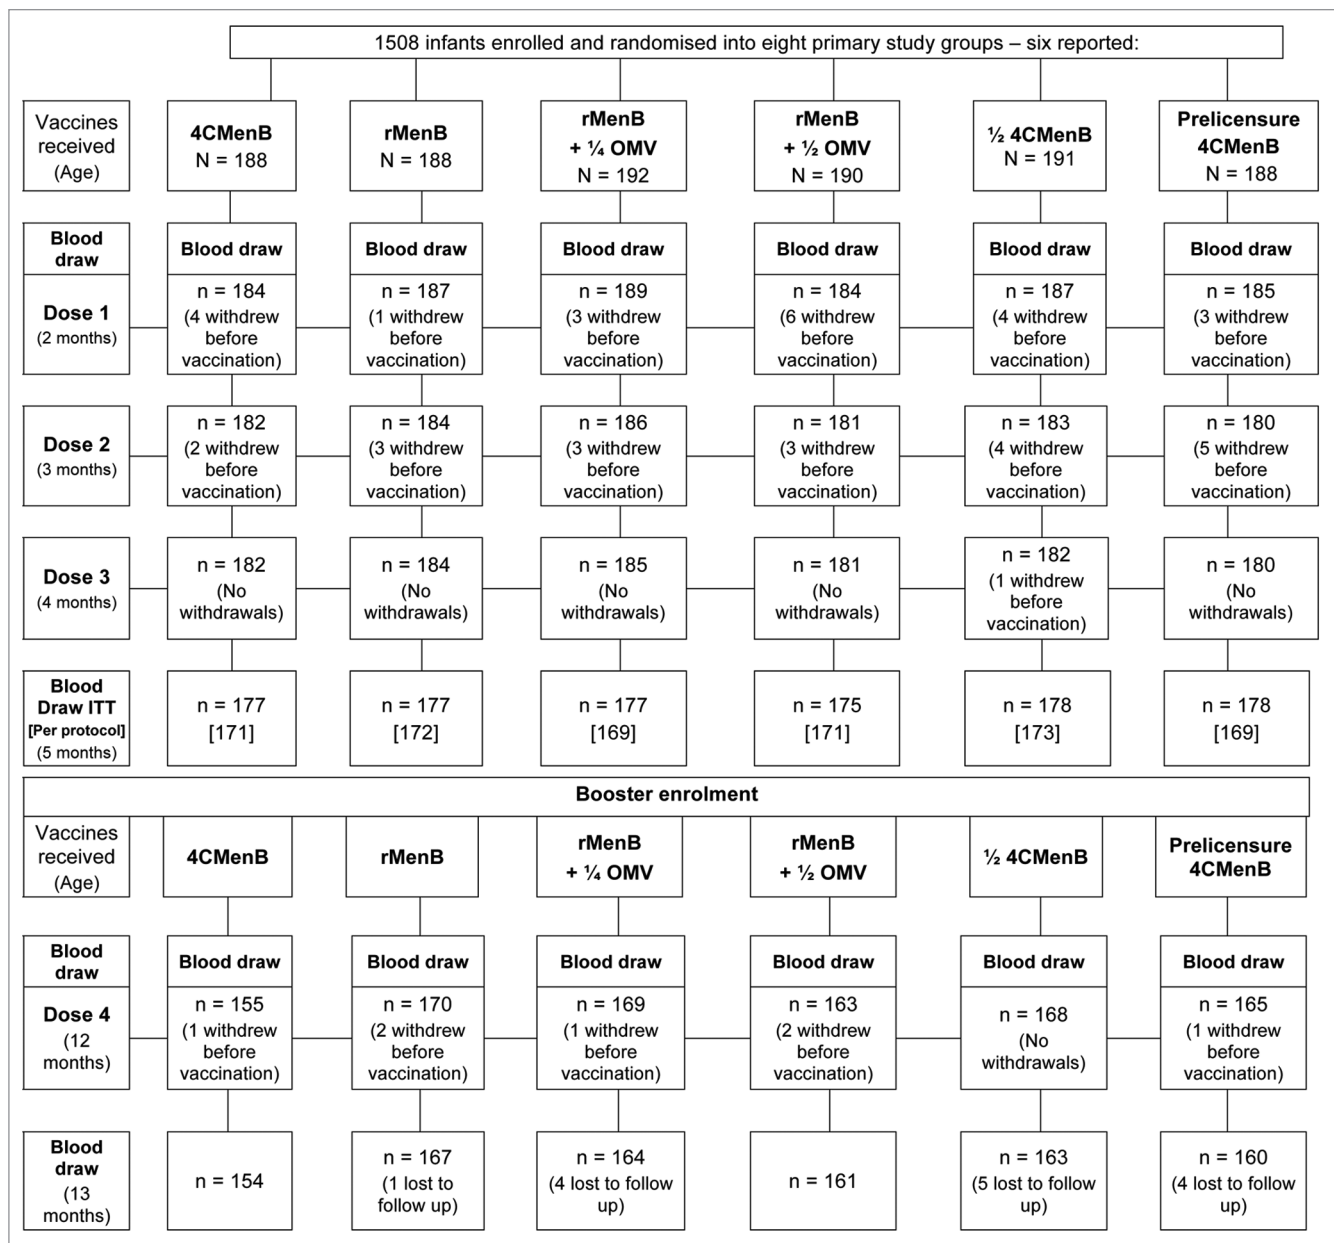 1508 infants enrolled and randomised into eight primary study groups – six reported:
Vaccines
received
(Age)
4CMenB
N = 188
rMenB
N = 188
rMenB
+ ¼ OMV
N = 192
rMenB
+ ½ OMV
N = 190
½ 4CMenB
N = 191
Prelicensure
4CMenB
N = 188
Blood
draw
Blood draw
Blood draw
Blood draw
Blood draw
Blood draw
Blood draw
Dose 1
(2 months)
n = 184
(4 withdrew
before
vaccination)
n = 187
(1 withdrew
before
vaccination)
n = 189
(3 withdrew
before
vaccination)
n = 184
(6 withdrew
before
vaccination)
n = 187
(4 withdrew
before
vaccination)
n = 185
(3 withdrew
before
vaccination)
Dose 2
(3 months)
n = 182
(2 withdrew
before
vaccination)
n = 184
(3 withdrew
before
vaccination)
n = 186
(3 withdrew
before
vaccination)
n = 181
(3 withdrew
before
vaccination)
n = 183
(4 withdrew
before
vaccination)
n = 180
(5 withdrew
before
vaccination)
Dose 3
(4 months)
n = 182
(No
withdrawals)
n = 184
(No
withdrawals)
n = 185
(No
withdrawals)
n = 181
(No
withdrawals)
n = 182
(1 withdrew
before
vaccination)
n = 180
(No
withdrawals)
Blood
Draw ITT
[Per protocol]
(5 months)
n = 177
[171]
n = 177
[172]
n = 177
[169]
n = 175
[171]
n = 178
[173]
n = 178
[169]
Booster enrolment
Vaccines
received
(Age)
4CMenB
rMenB
rMenB
+ ¼ OMV
rMenB
+ ½ OMV
½ 4CMenB
Prelicensure
4CMenB
Blood
draw
Blood draw
Blood draw
Blood draw
Blood draw
Blood draw
Blood draw
Dose 4
(12
months)
n = 155
(1 withdrew
before
vaccination)
n = 170
(2 withdrew
before
vaccination)
n = 169
(1 withdrew
before
vaccination)
n = 163
(2 withdrew
before
vaccination)
n = 168
(No
withdrawals)
n = 165
(1 withdrew
before
vaccination)
Blood
draw
(13
months)
n = 154
n = 167
(1 lost to
follow up)
n = 164
(4 lost to follow
up)
n = 161
n = 163
(5 lost to follow
up)
n = 160
(4 lost to follow
up)